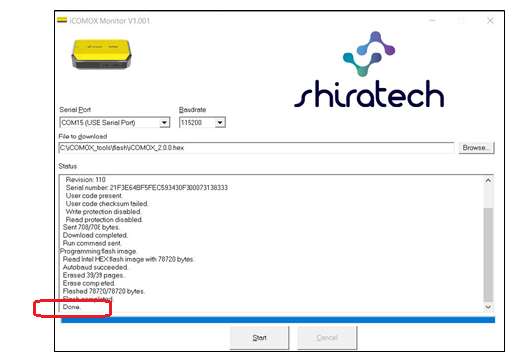 iCOMOX Monitor V1.001
shiratech
Serial Port
Baudrate
COM15 (USE Serial Port)
115200
File to download
C:\iCOMOX_tools\flash\iCOMOX_2.0.0.hex
Browse...
Status
Revision: 110
Serial number: 21F3E64BF5FEC593430F300073138333
User code present.
User code checksum failed.
Write protection disabled.
Read protection disabled.
Sent 708/708 bytes.
Download completed.
Run command sent.
Programming flash image.
Read Intel HEX flash image with 78720 bytes.
Autobaud succeeded.
Erased 39/39 pages.
Erase completed.
Flashed 78720/78720 bytes.
Flash completed.
Done.
Start
Cancel